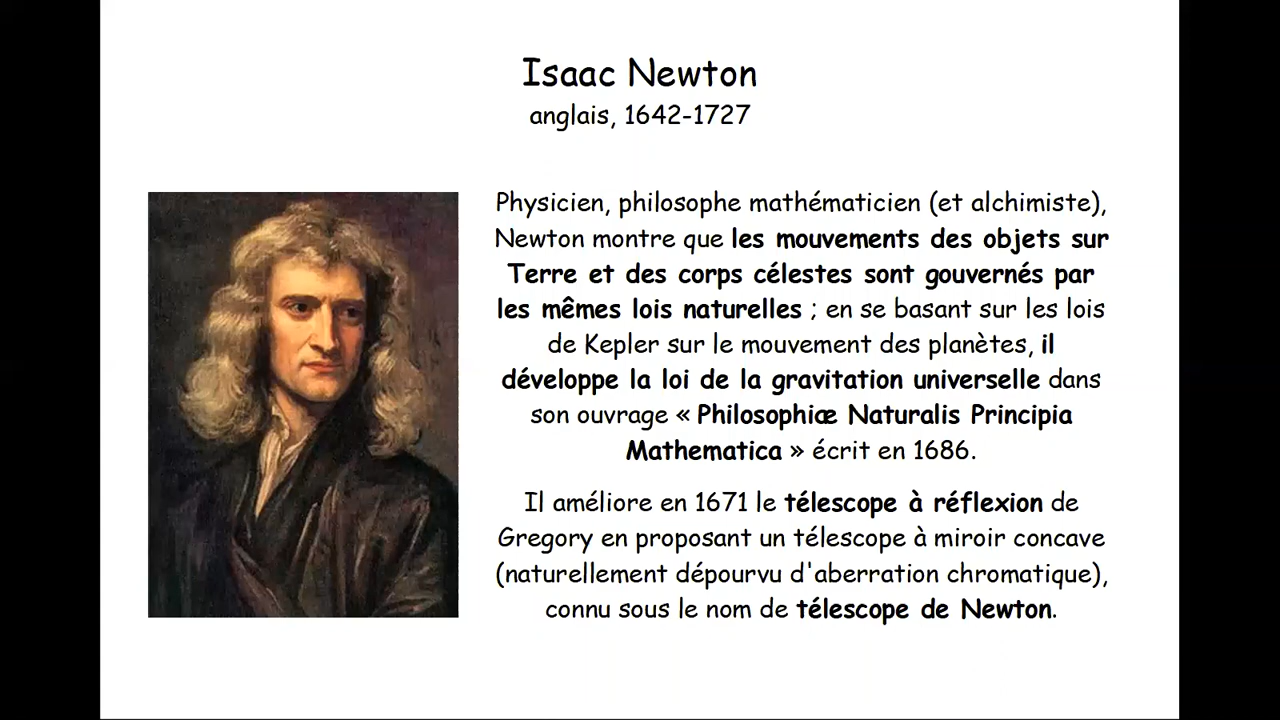 Isaac Newton
anglais, 1642-1727
Physicien, philosophe mathématicien (et alchimiste),
Newton montre que les mouvements des objets sur
Terre et des corps célestes sont gouvernés par
les mêmes lois naturelles ; en se basant sur les lois
de Kepler sur le mouvement des planètes, il
développe la loi de la gravitation universelle dans
son ouvrage « Philosophiæ Naturalis Principia
Mathematica » écrit en 1686.
Il améliore en 1671 le télescope à réflexion de
Gregory en proposant un télescope à miroir concave
(naturellement dépourvu d'aberration chromatique),
connu sous le nom de télescope de Newton.